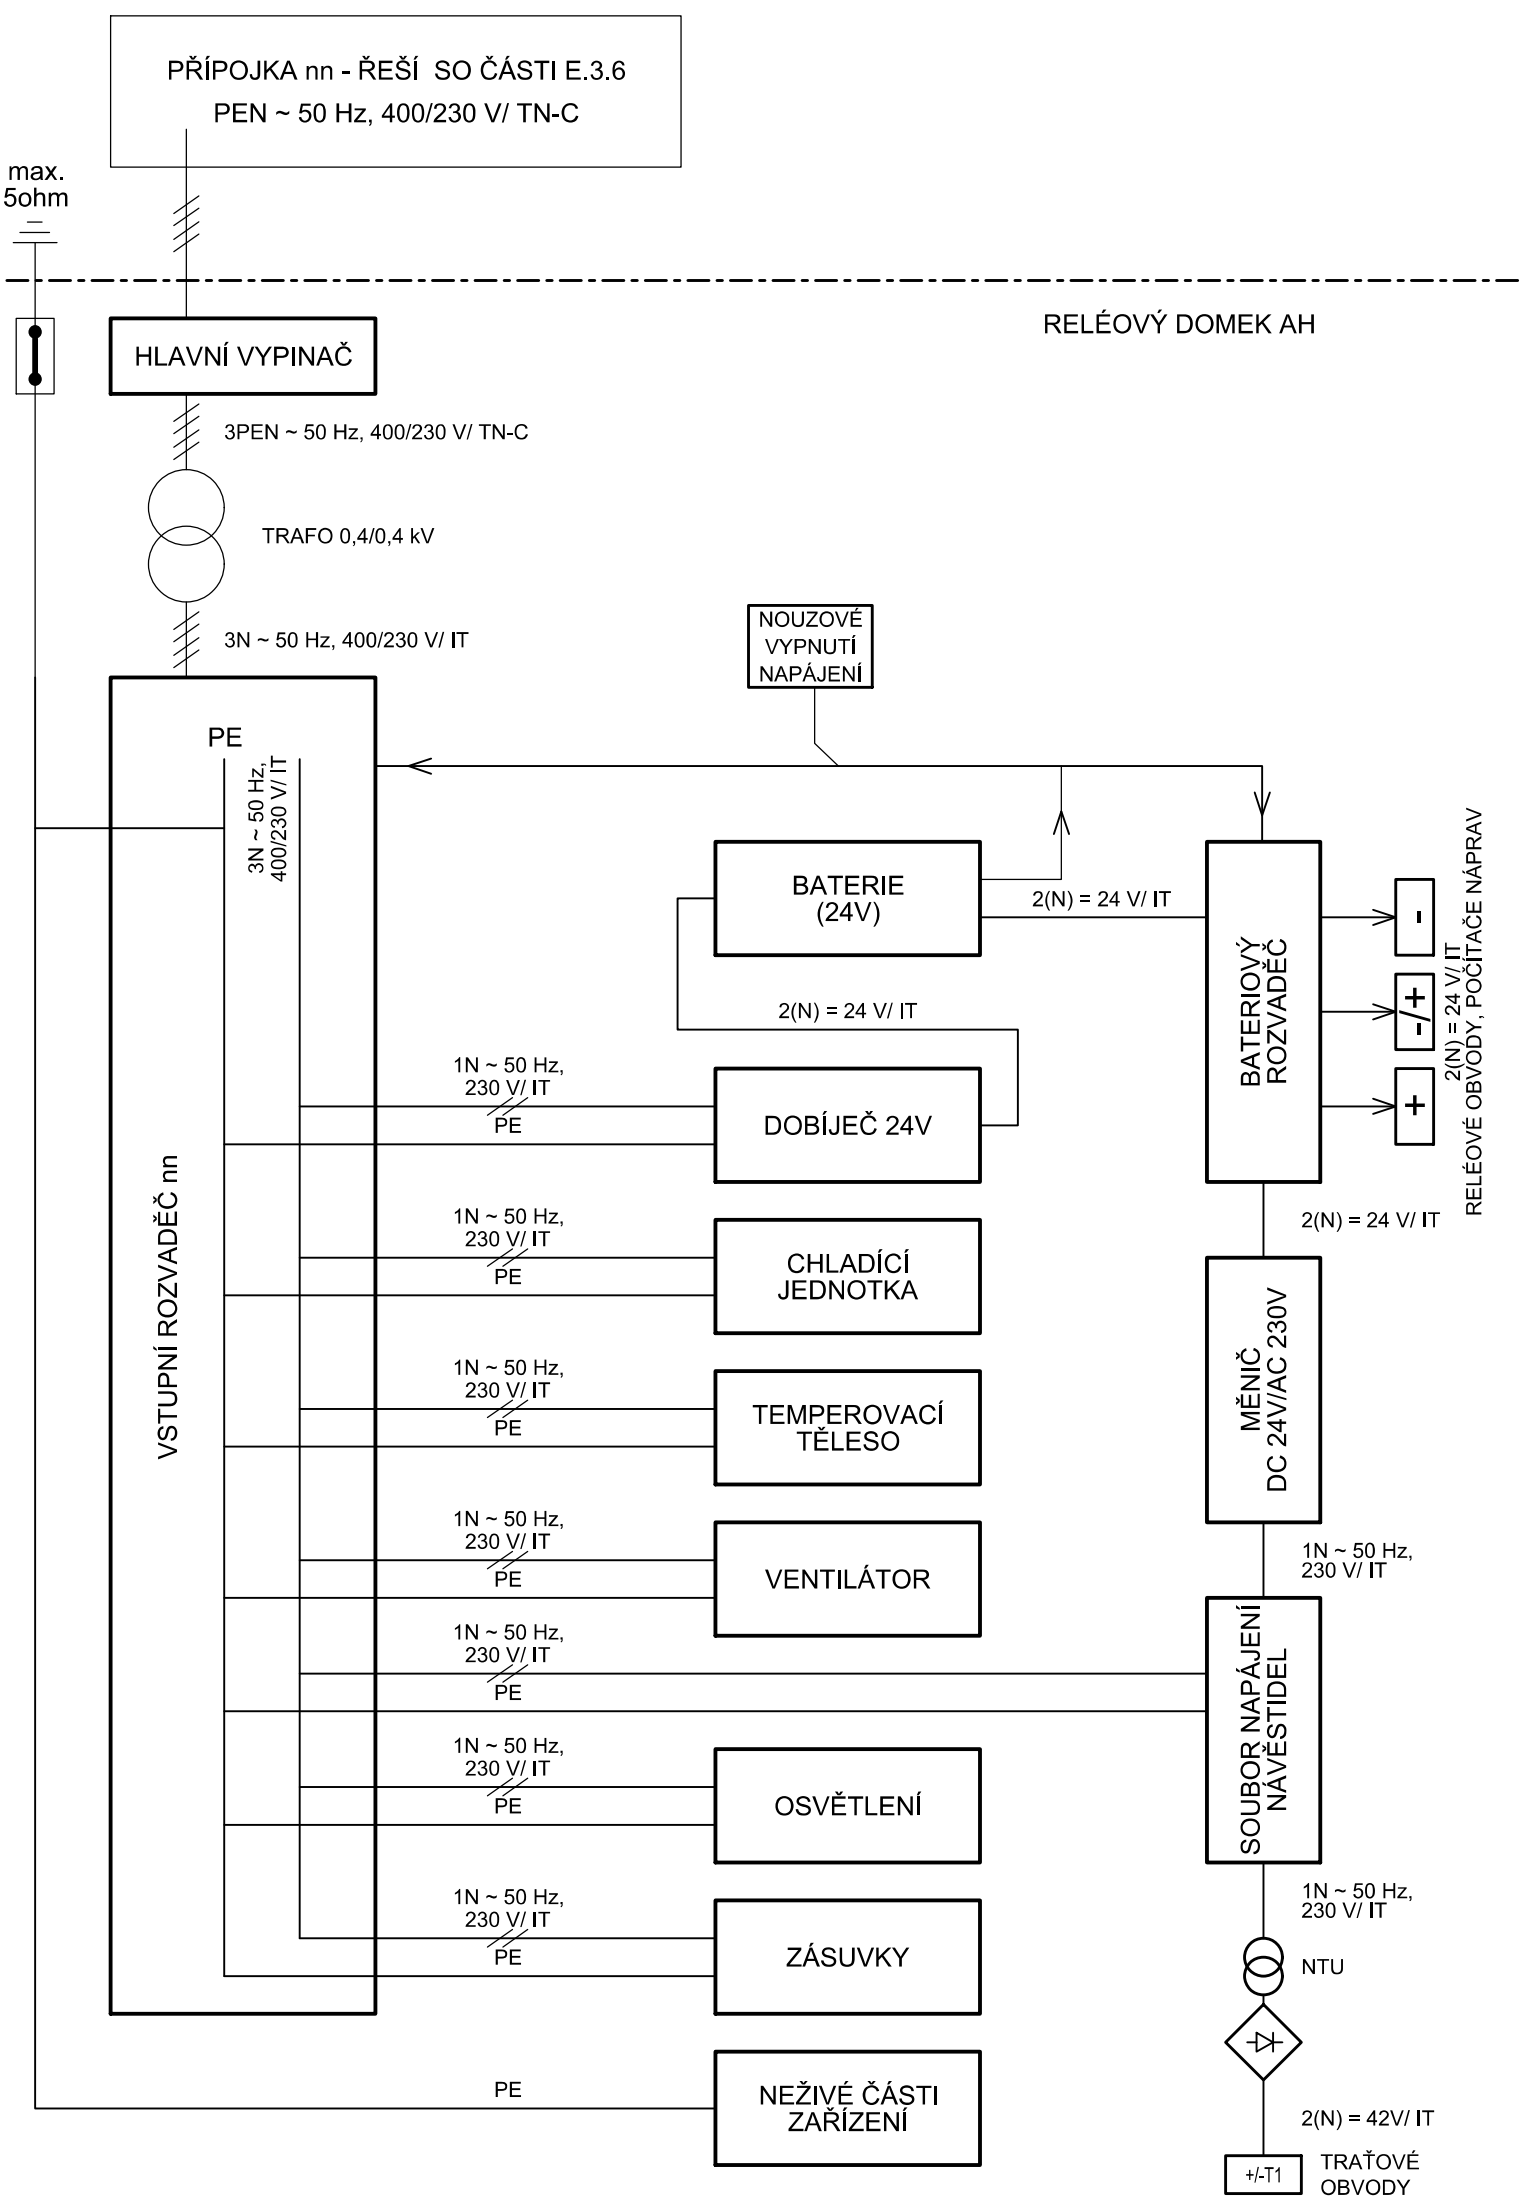 PŘÍPOJKA nn - ŘEŠÍ SO ČÁSTI E.3.6
PEN ~ 50 Hz, 400/230 V/ TN-C
max.
5ohm
RELÉOVÝ DOMEK AH
HLAVNÍ VYPINAČ
3PEN ~ 50 Hz, 400/230 V/ TN-C
TRAFO 0,4/0,4 kV
3N ~ 50 Hz, 400/230 V/ IT
NOUZOVÉ
VYPNUTÍ
NAPÁJENÍ
PE
3N ~ 50 Hz,
400/230 V/ IT
VSTUPNÍ ROZVADĚČ nn
BATERIE
(24V)
2(N) = 24 V/ IT
2(N) = 24 V/ IT
BATERIOVÝ
ROZVADĚČ
-
-/+
+
2(N) = 24 V/ IT
RELÉOVÉ OBVODY, POČÍTAČE NÁPRAV
1N ~ 50 Hz,
230 V/ IT
PE
DOBÍJEČ 24V
2(N) = 24 V/ IT
1N ~ 50 Hz,
230 V/ IT
PE
CHLADÍCÍ
JEDNOTKA
MĚNIČ
DC 24V/AC 230V
1N ~ 50 Hz,
230 V/ IT
PE
TEMPEROVACÍ
TĚLESO
1N ~ 50 Hz,
230 V/ IT
PE
VENTILÁTOR
1N ~ 50 Hz,
230 V/ IT
1N ~ 50 Hz,
230 V/ IT
PE
SOUBOR NAPÁJENÍ
NÁVĚSTIDEL
1N ~ 50 Hz,
230 V/ IT
PE
OSVĚTLENÍ
1N ~ 50 Hz,
230 V/ IT
1N ~ 50 Hz,
230 V/ IT
PE
ZÁSUVKY
NTU
PE
NEŽIVÉ ČÁSTI
ZAŘÍZENÍ
2(N) = 42V/ IT
+/-T1
TRAŤOVÉ
OBVODY